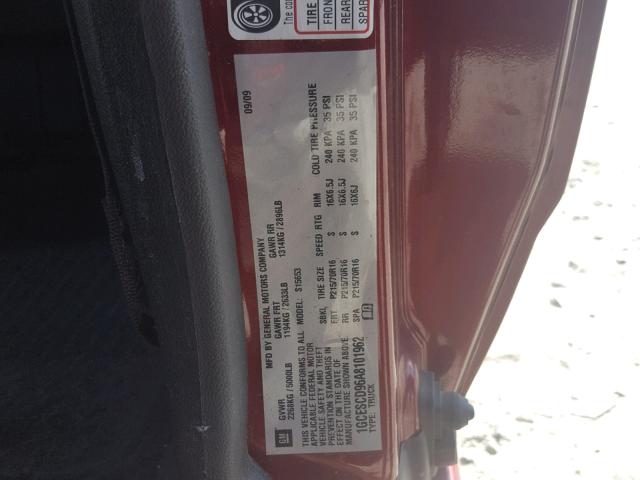 The
TIRE
FRON
REAR
SPAR
09/09
MFD BY GENERAL MOTORS COMPANY
GVWR GAWR FRT GAWR RR
2268KG / 5000LB 1194KG / 2633LB 1314KG / 2896LB
GM
THIS VEHICLE CONFORMS TO ALL MODEL: S15653
APPLICABLE FEDERAL MOTOR
VEHICLE SAFETY AND THEFT
PREVENTION STANDARDS IN
EFFECT ON THE DATE OF
MANUFACTURE SHOWN ABOVE.
1GCESCD96A8101962
TYPE: TRUCK
SBKL TIRE SIZE SPEED RTG RIM COLD TIRE PRESSURE
FRT P215/70R16 S 16X6.5J 240 KPA 35 PSI
RR P215/70R16 S 16X6.5J 240 KPA 35 PSI
SPA P215/70R16 S 16X6J 240 KPA 35 PSI